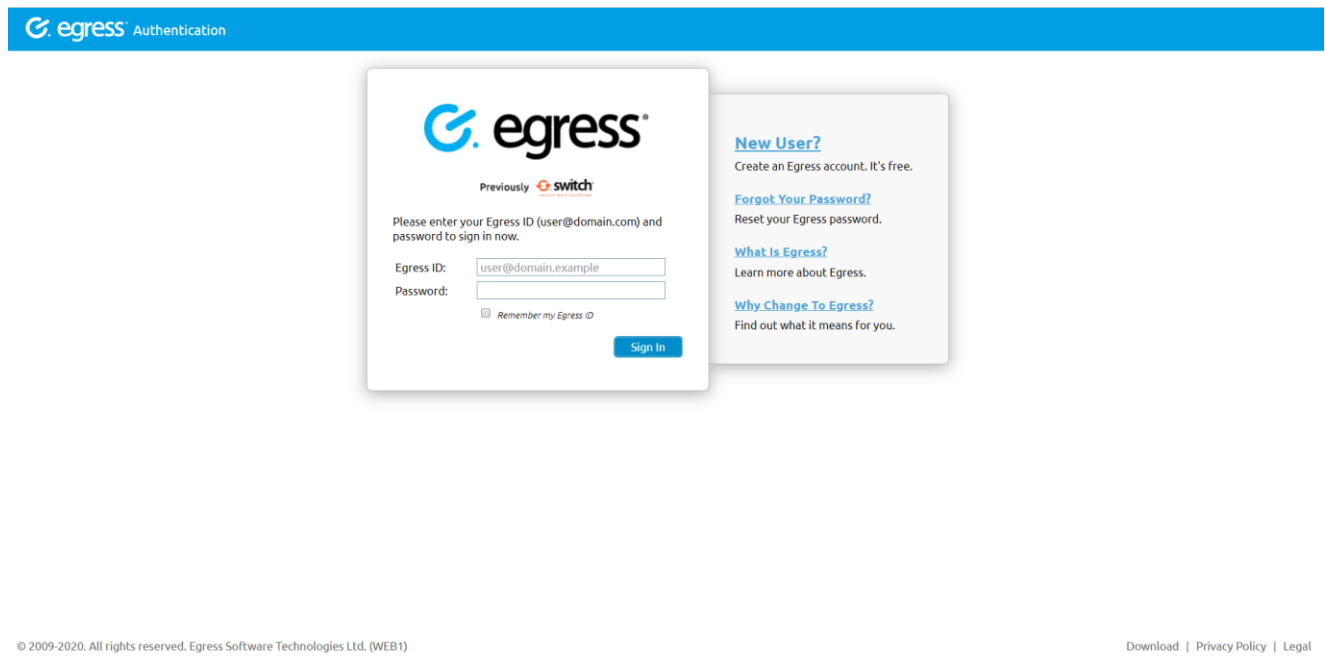 egress® Authentication
egress®
Previously switch
Please enter your Egress ID (user@domain.com) and
password to sign in now.
Egress ID: user@domain.example
Password:
Remember my Egress ID
Sign In
New User?
Create an Egress account. It's free.
Forgot Your Password?
Reset your Egress password.
What Is Egress?
Learn more about Egress.
Why Change To Egress?
Find out what it means for you.
© 2009-2020. All rights reserved. Egress Software Technologies Ltd. (WEB1)
Download | Privacy Policy | Legal